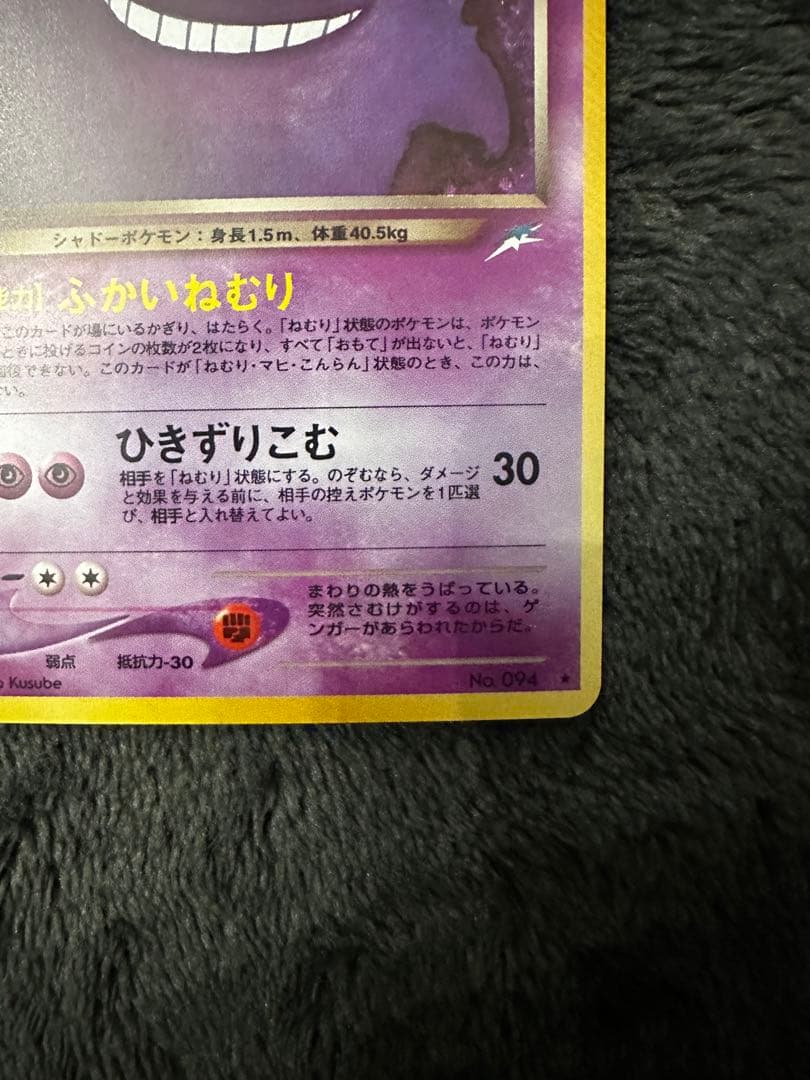 シャドーポケモン：身長1.5m、体重40.5kg
ふかいねむり
このカードが場にいるかぎり、はたらく。「ねむり」状態のポケモンは、ポケモン
ときに投げるコインの枚数が2枚になり、すべて「おもて」が出ないと、「ねむり」
回復できない。このカードが「ねむり・マヒ・こんらん」状態のとき、この力は、
ない。
ひきずりこむ
30
相手を「ねむり」状態にする。のぞむなら、ダメージ
と効果を与える前に、相手の控えポケモンを1匹選
び、相手と入れ替えてよい。
まわりの熱をうばっている。
突然さむけがするのは、ゲ
ンガーがあらわれたからだ。
弱点
抵抗力-30
Kusube
No. 094 ★